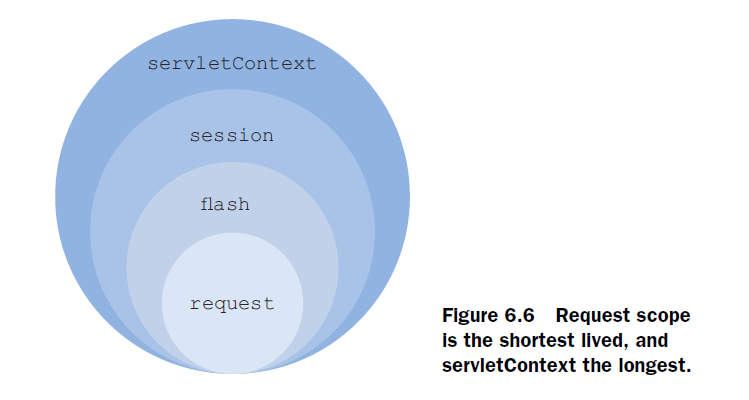 servletContext
session
flash
request
Figure 6.6 Request scope
is the shortest lived, and
servletContext the longest.